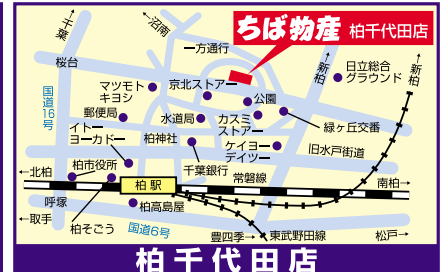 ちば物産 柏千代田店
↑千葉
↑沼南
一方通行
桜台
マツモト
キヨシ
京北ストアー
↑新柏
日立総合
グラウンド
↑新柏
国道16号
郵便局
水道局
公園
カスミ
ストアー
緑ヶ丘交番
イトー
ヨーカドー
柏神社
ケイヨー
デイツー
旧水戸街道
柏市役所
千葉銀行
常磐線
←北柏
柏駅
南柏→
呼塚
柏そごう
柏高島屋
←取手
国道6号
豊四季→
東武野田線
松戸→
柏千代田店